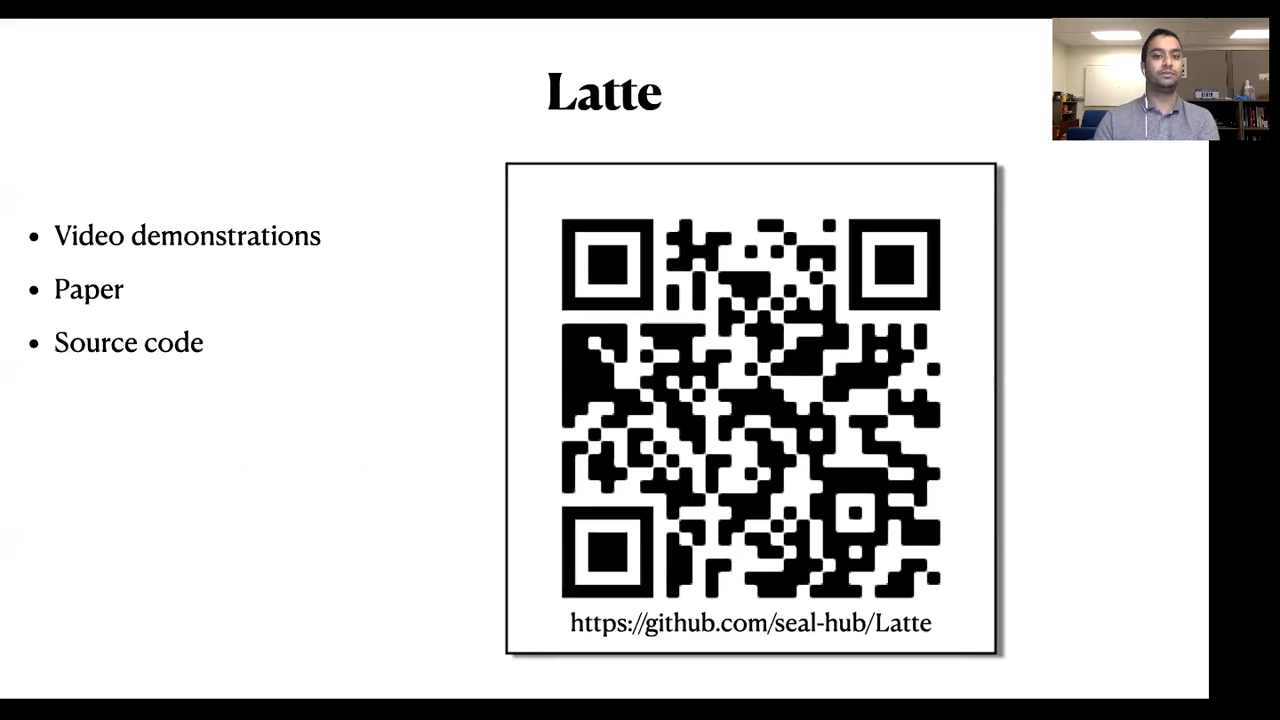 Latte
• Video demonstrations
• Paper
• Source code
https://github.com/seal-hub/Latte